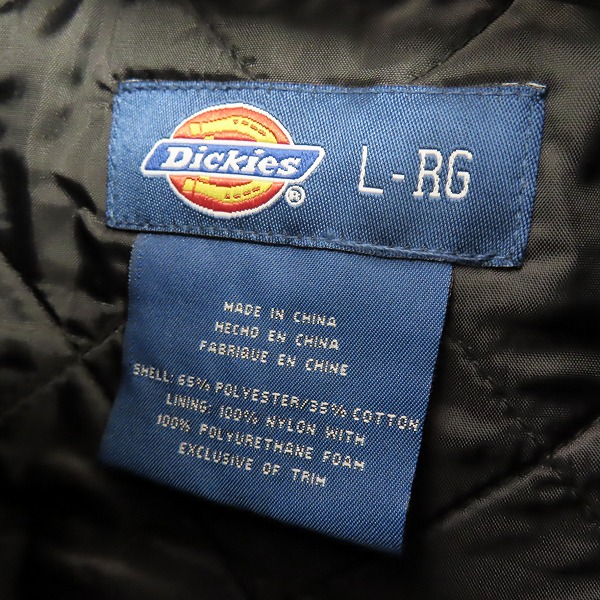 Dickies ® L-RG
MADE IN CHINA
HECHO EN CHINA
FABRIQUE EN CHINE
SHELL: 65% POLYESTER/35% COTTON
LINING: 100% NYLON WITH
100% POLYURETHANE FOAM
EXCLUSIVE OF TRIM